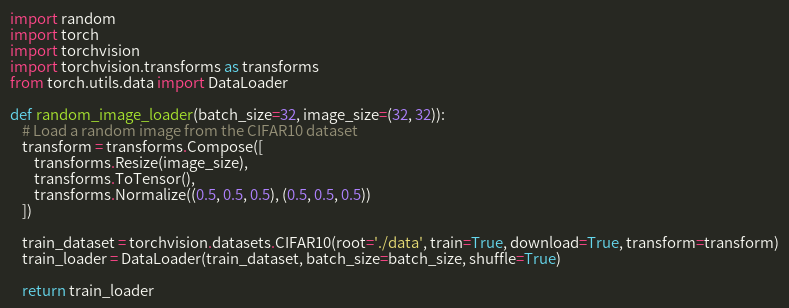 import random
import torch
import torchvision
import torchvision.transforms as transforms
from torch.utils.data import DataLoader

def random_image_loader(batch_size=32, image_size=(32, 32)):
    # Load a random image from the CIFAR10 dataset
    transform = transforms.Compose([
        transforms.Resize(image_size),
        transforms.ToTensor(),
        transforms.Normalize((0.5, 0.5, 0.5), (0.5, 0.5, 0.5))
    ])

    train_dataset = torchvision.datasets.CIFAR10(root='./data', train=True, download=True, transform=transform)
    train_loader = DataLoader(train_dataset, batch_size=batch_size, shuffle=True)

    return train_loader